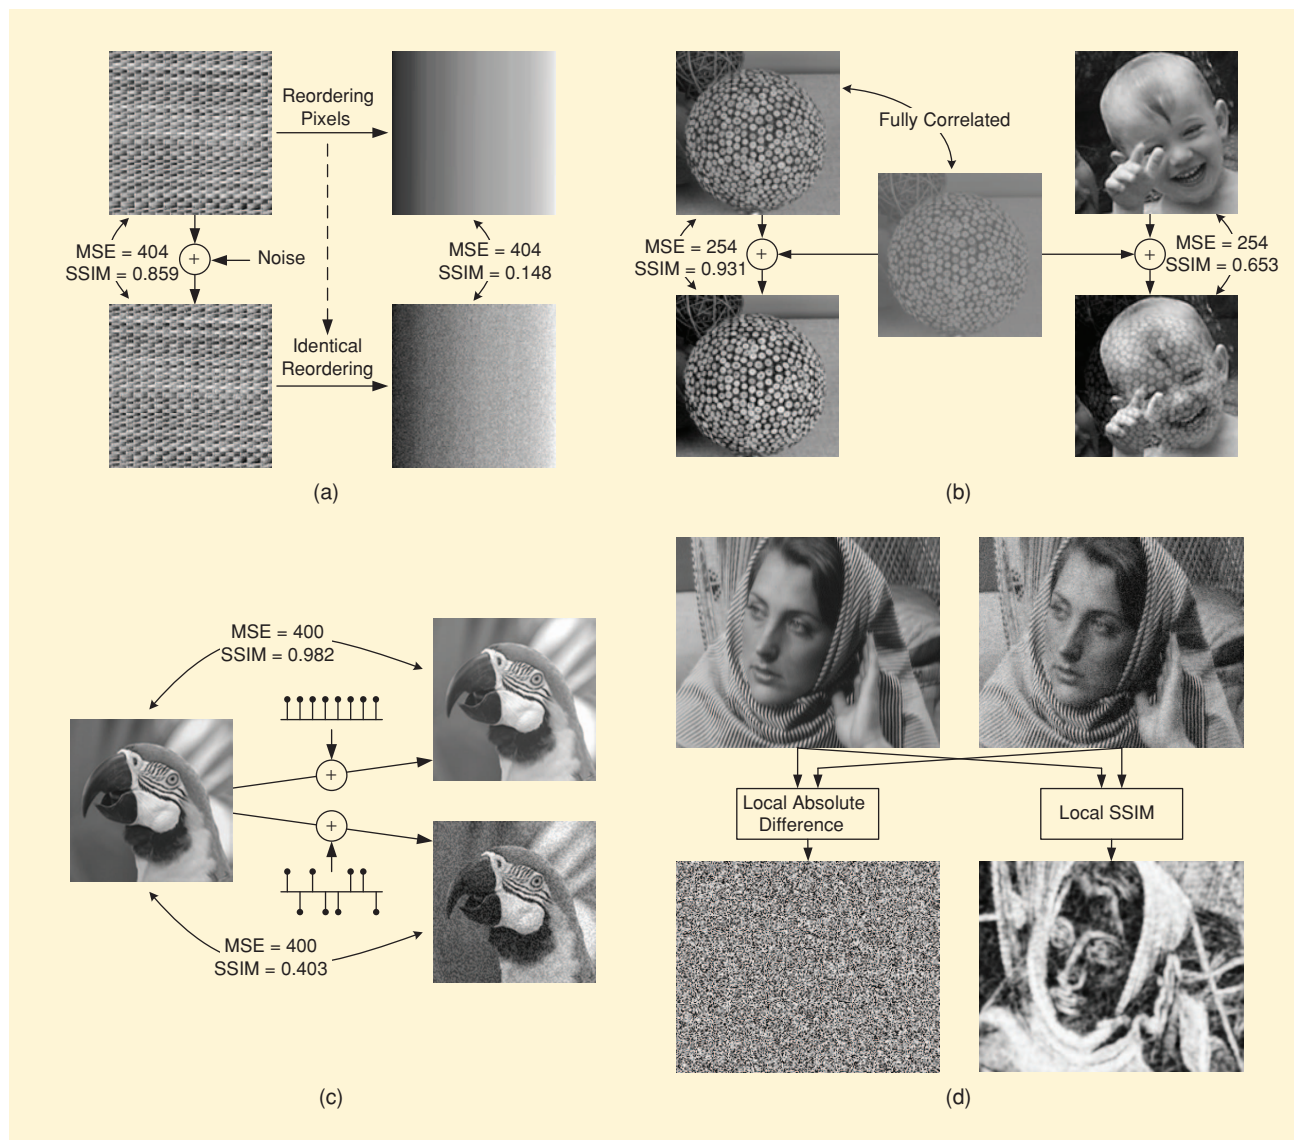 Reordering
Pixels
MSE = 404
SSIM = 0.859
+
Noise
MSE = 404
SSIM = 0.148
Identical
Reordering
(a)
Fully Correlated
MSE = 254
SSIM = 0.931
+
+
MSE = 254
SSIM = 0.653
(b)
MSE = 400
SSIM = 0.982
+
+
MSE = 400
SSIM = 0.403
(c)
Local Absolute
Difference
Local SSIM
(d)